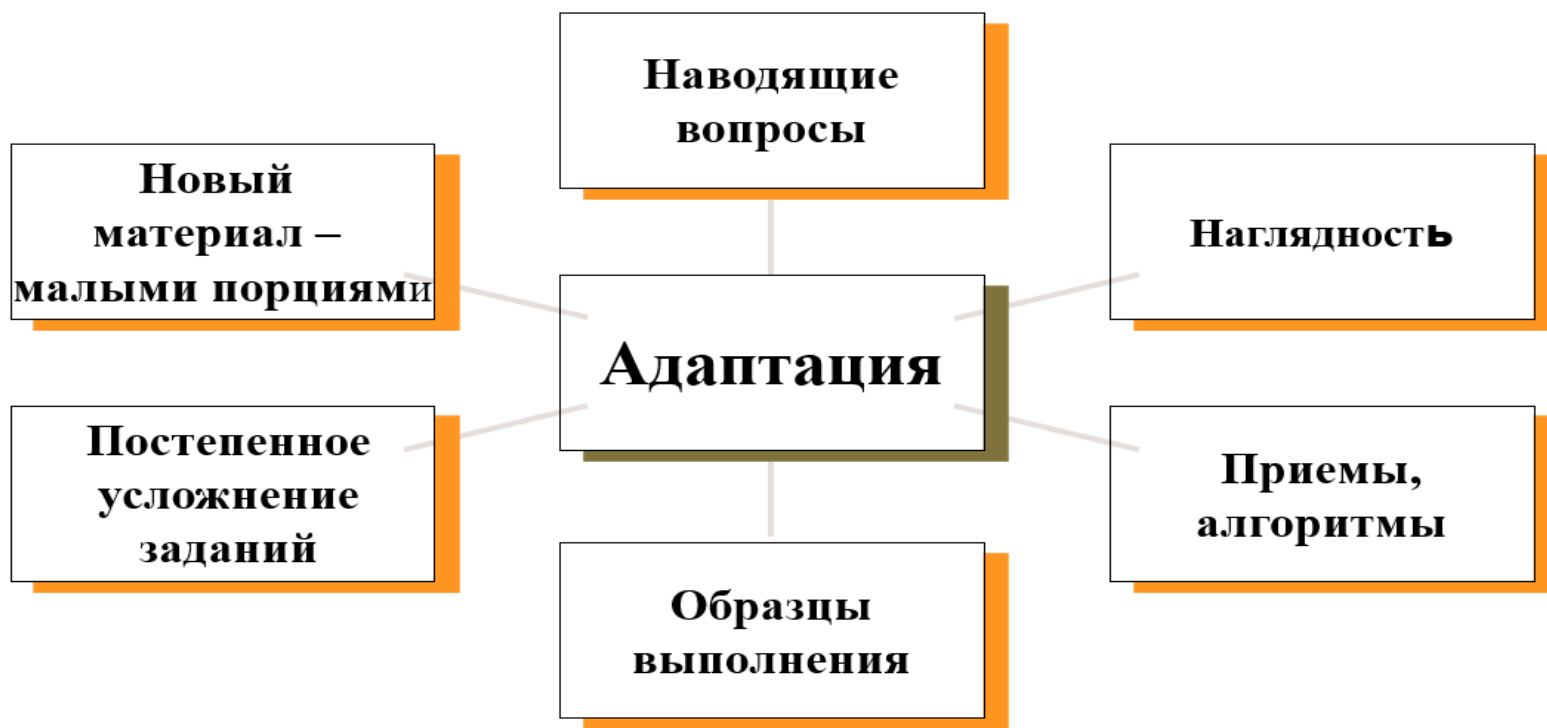 Наводящие
вопросы
Новый
материал –
малыми порциями
Наглядность
Адаптация
Постепенное
усложнение
заданий
Приемы,
алгоритмы
Образцы
выполнения